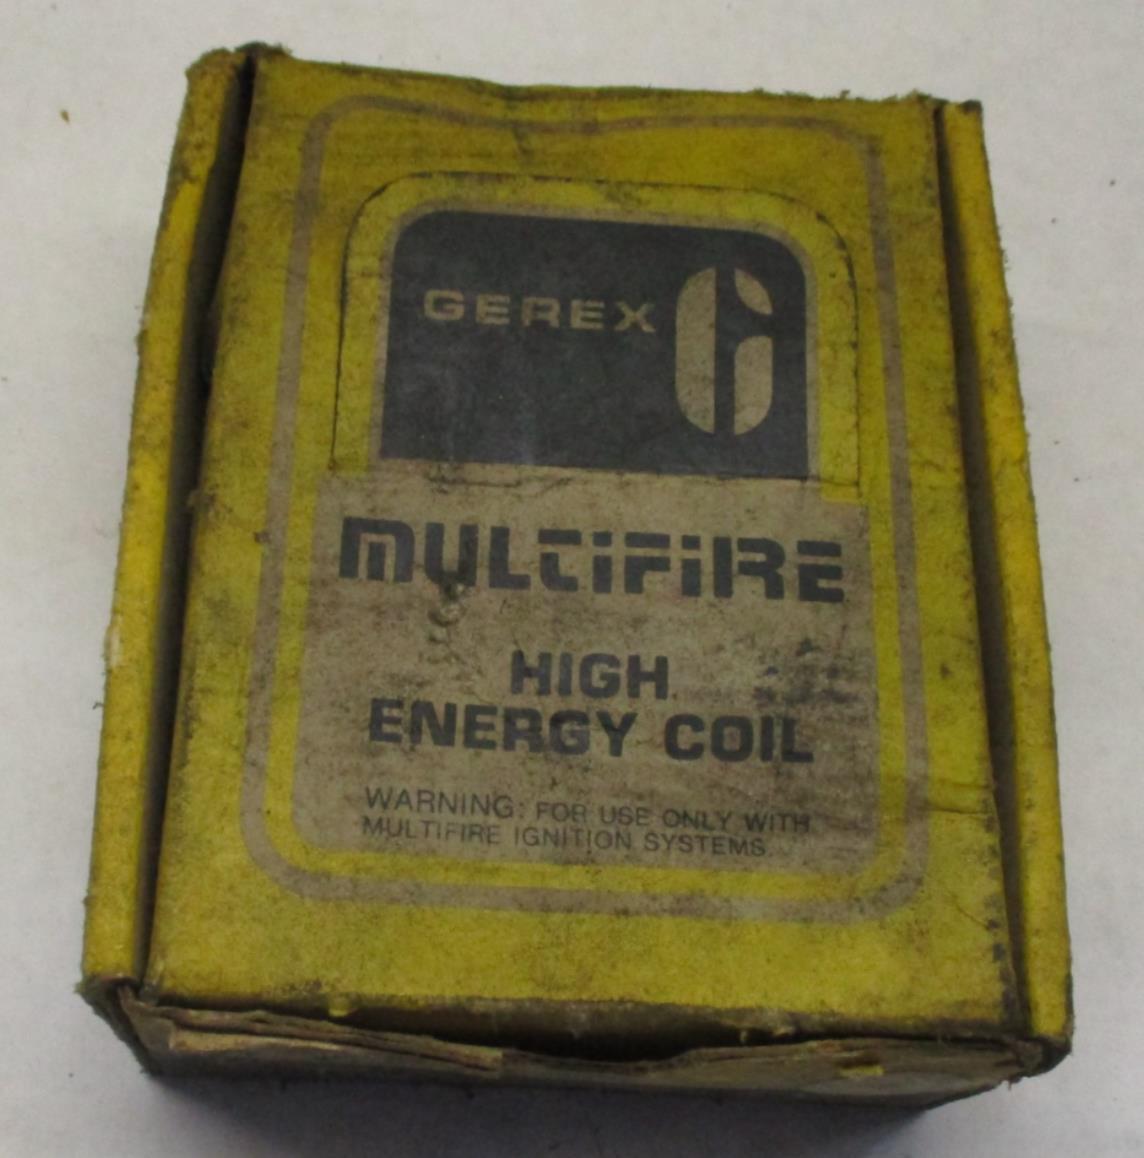 GEREX G
MULTIFIRE
HIGH
ENERGY COIL
WARNING: FOR USE ONLY WITH
MULTIFIRE IGNITION SYSTEMS.